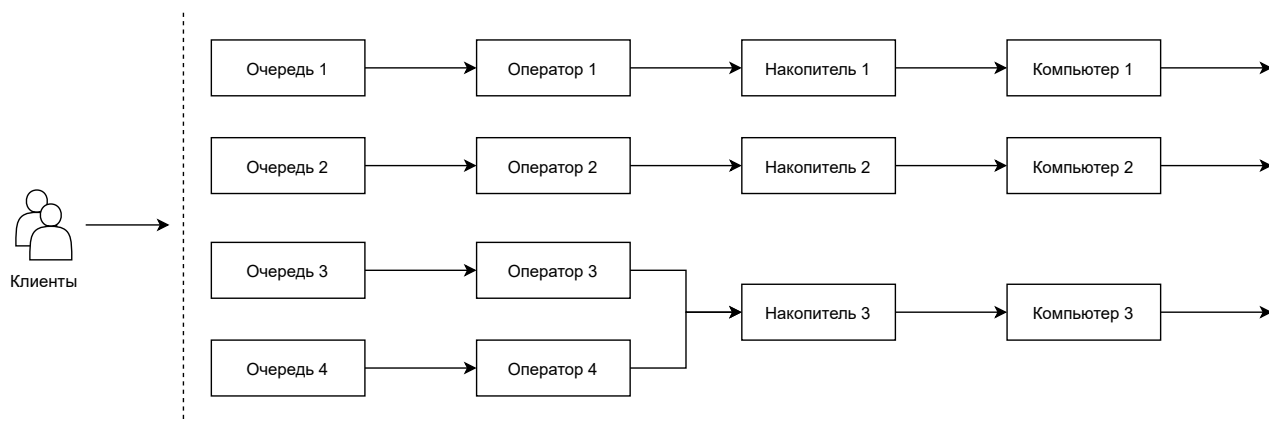 Очередь 1
Оператор 1
Накопитель 1
Компьютер 1
Очередь 2
Оператор 2
Накопитель 2
Компьютер 2
Клиенты
Очередь 3
Оператор 3
Накопитель 3
Компьютер 3
Очередь 4
Оператор 4